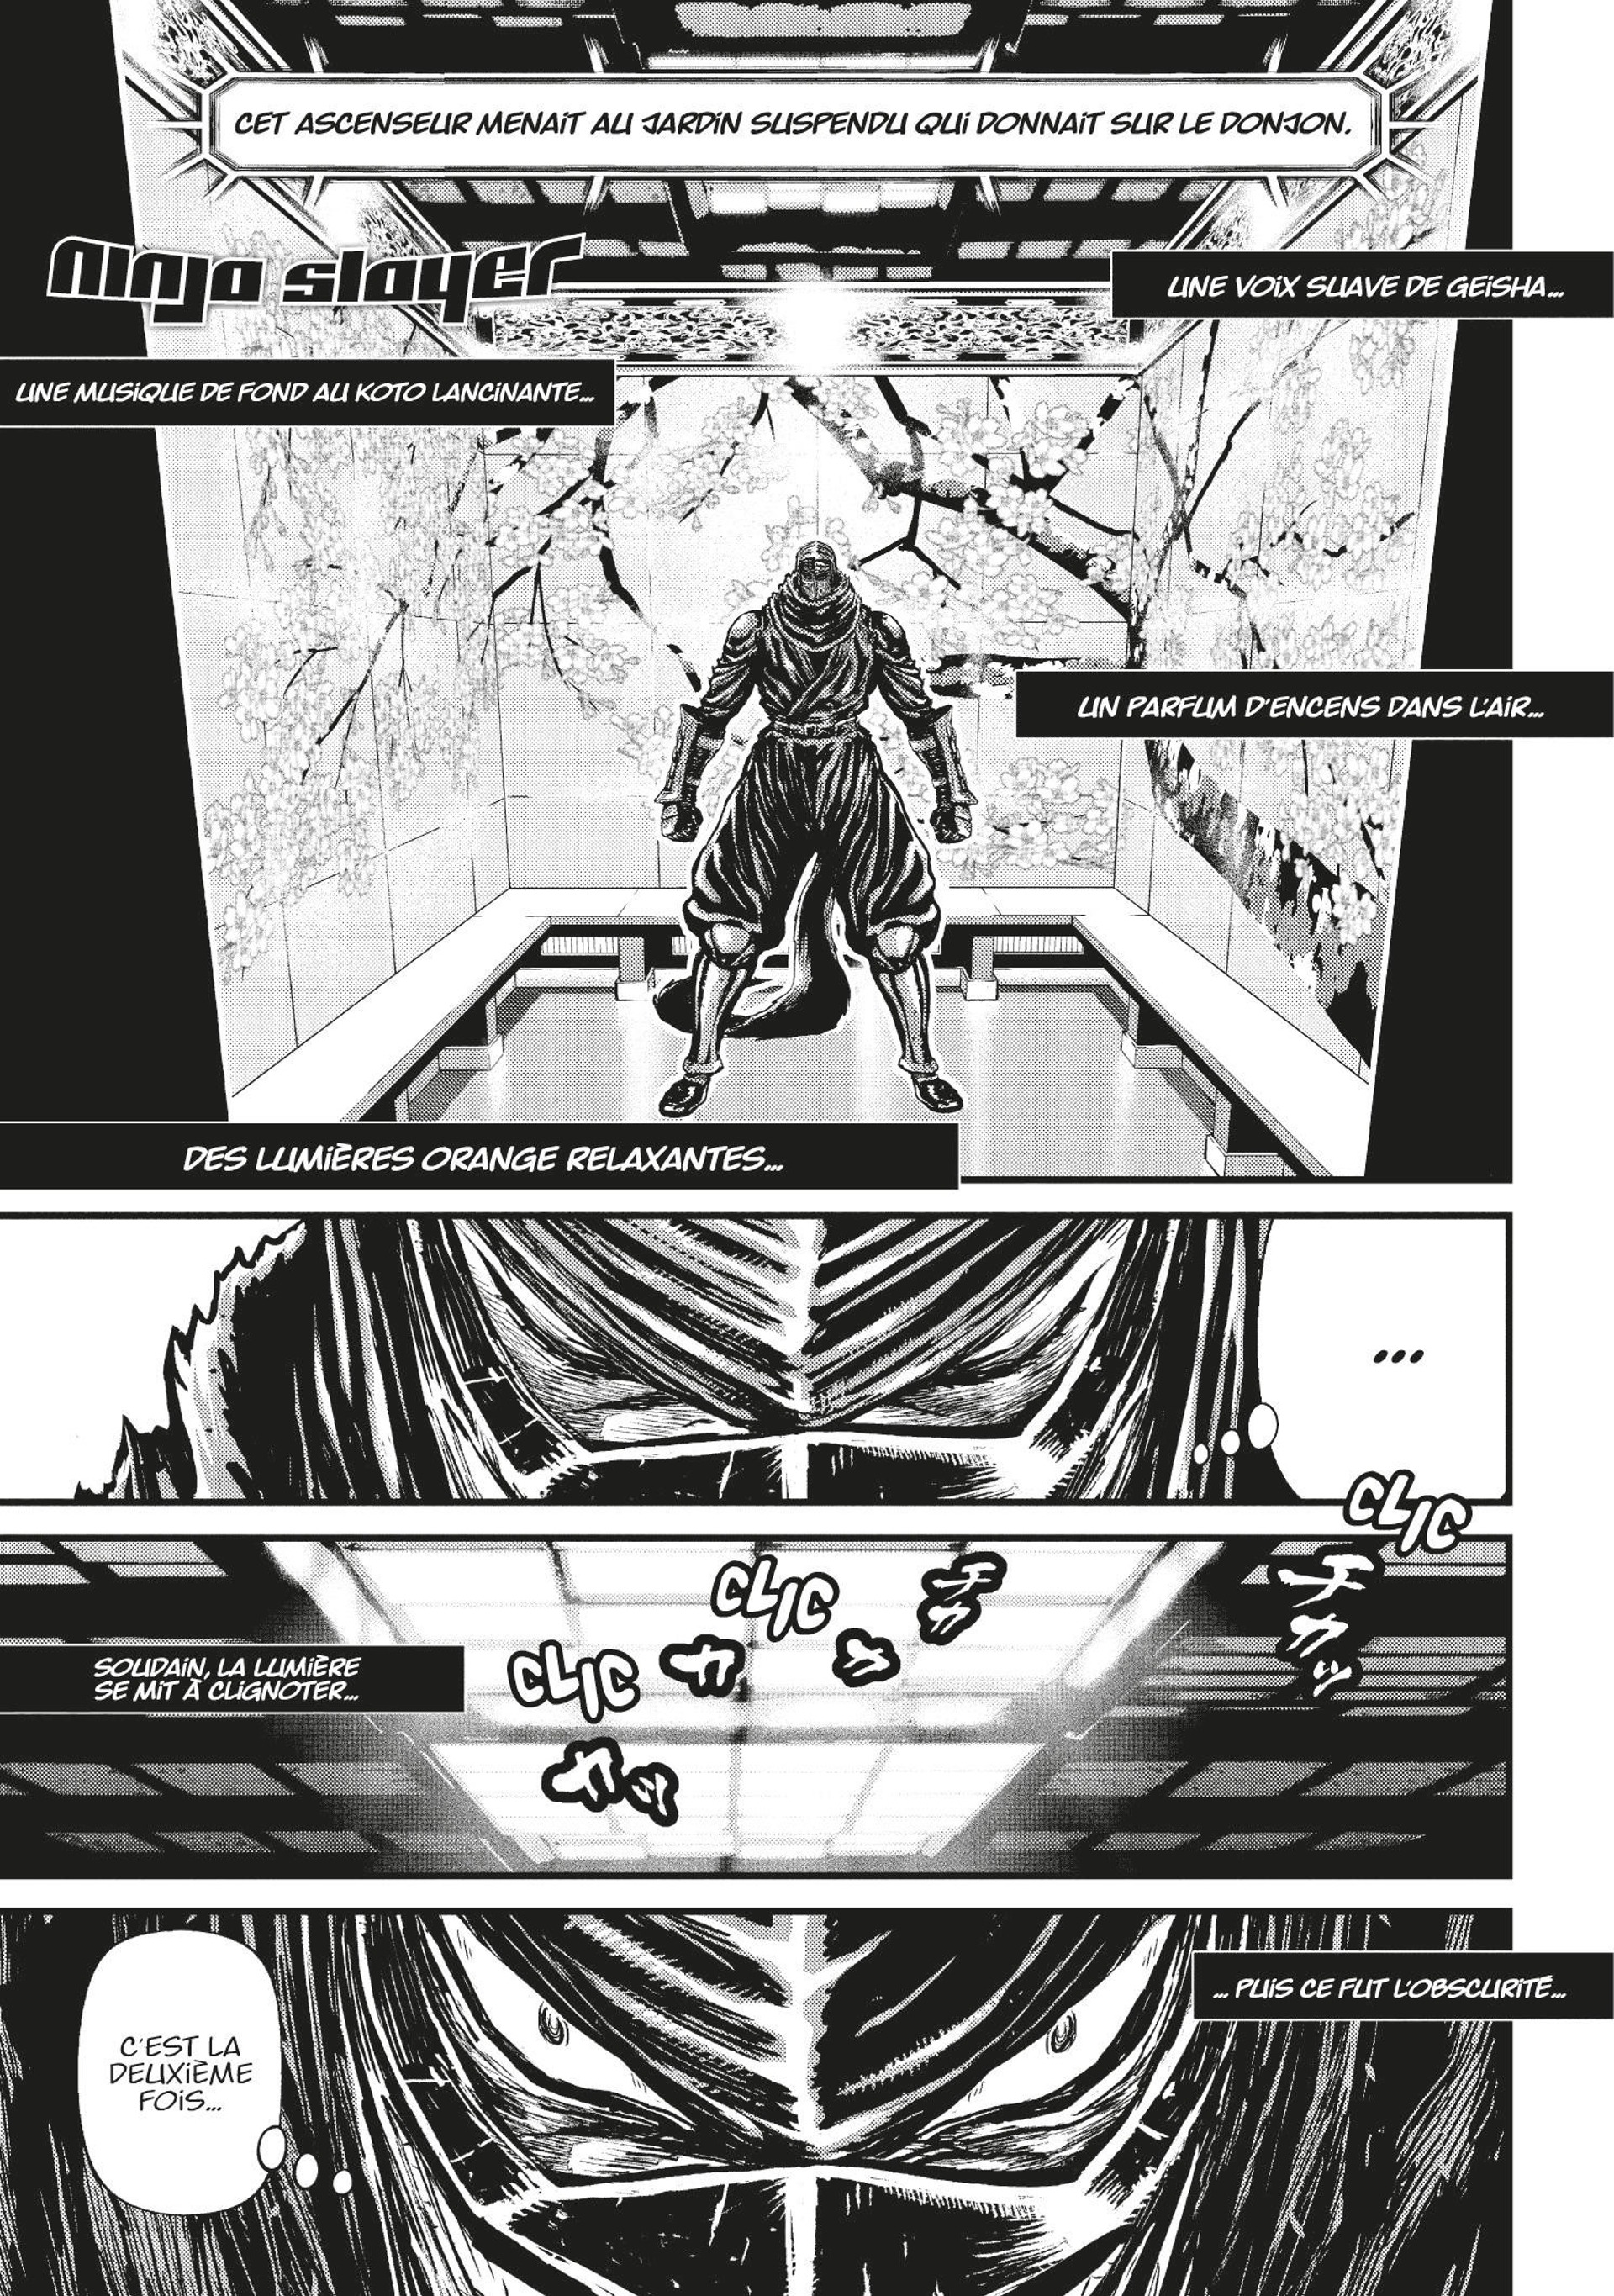 CET ASCENSEUR MENAIT AU JARDIN SUSPENDU QUI DONNAIT SUR LE DONJON.
ninja slayer
UNE VOIX SUAVE DE GEISHA...
UNE MUSIQUE DE FOND AU KOTO LANCINANTE...
UN PARFUM D'ENCENS DANS L'AIR...
DES LUMIÈRES ORANGE RELAXANTES...
...
CLIC
チカッ
チカ
CLIC
メカ
CLIC
カッ
SOUDAIN, LA LUMIÈRE
SE MIT À CLIGNOTER...
... PUIS CE FUT L'OBSCURITÉ...
C'EST LA
DEUXIÈME
FOIS...